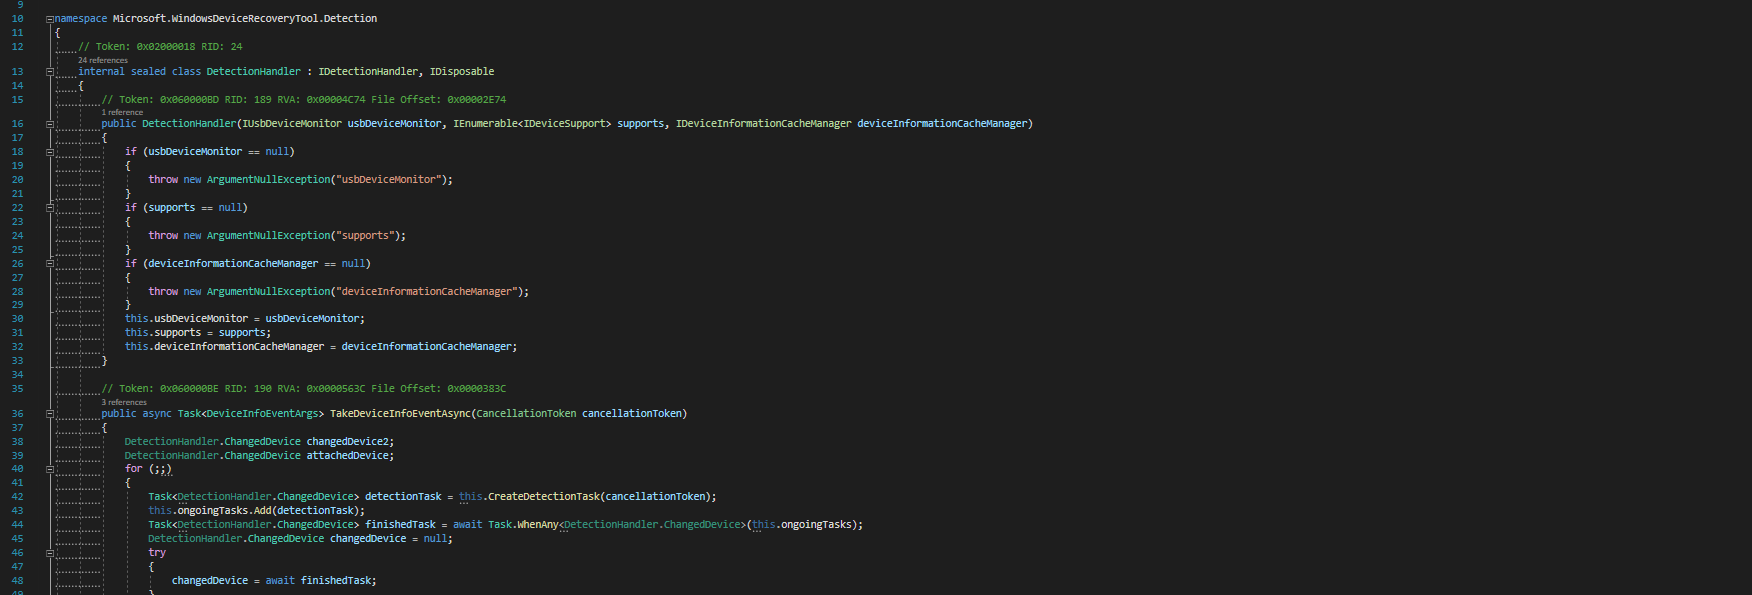 9
10 namespace Microsoft.WindowsDeviceRecoveryTool.Detection
11 {
12 // Token: 0x02000018 RID: 24
24 references
13 internal sealed class DetectionHandler : IDetectionHandler, IDisposable
14 {
15 // Token: 0x060000BD RID: 189 RVA: 0x00004C74 File Offset: 0x00002E74
1 reference
16 public DetectionHandler(IUsbDeviceMonitor usbDeviceMonitor, IEnumerable<IDeviceSupport> supports, IDeviceInformationCacheManager deviceInformationCacheManager)
17 {
18 if (usbDeviceMonitor == null)
19 {
20 throw new ArgumentNullException("usbDeviceMonitor");
21 }
22 if (supports == null)
23 {
24 throw new ArgumentNullException("supports");
25 }
26 if (deviceInformationCacheManager == null)
27 {
28 throw new ArgumentNullException("deviceInformationCacheManager");
29 }
30 this.usbDeviceMonitor = usbDeviceMonitor;
31 this.supports = supports;
32 this.deviceInformationCacheManager = deviceInformationCacheManager;
33 }
34
35 // Token: 0x060000BE RID: 190 RVA: 0x0000563C File Offset: 0x0000383C
3 references
36 public async Task<DeviceInfoEventArgs> TakeDeviceInfoEventAsync(CancellationToken cancellationToken)
37 {
38 DetectionHandler.ChangedDevice changedDevice2;
39 DetectionHandler.ChangedDevice attachedDevice;
40 for (;;)
41 {
42 Task<DetectionHandler.ChangedDevice> detectionTask = this.CreateDetectionTask(cancellationToken);
43 this.ongoingTasks.Add(detectionTask);
44 Task<DetectionHandler.ChangedDevice> finishedTask = await Task.WhenAny<DetectionHandler.ChangedDevice>(this.ongoingTasks);
45 DetectionHandler.ChangedDevice changedDevice = null;
46 try
47 {
48 changedDevice = await finishedTask;
49 }